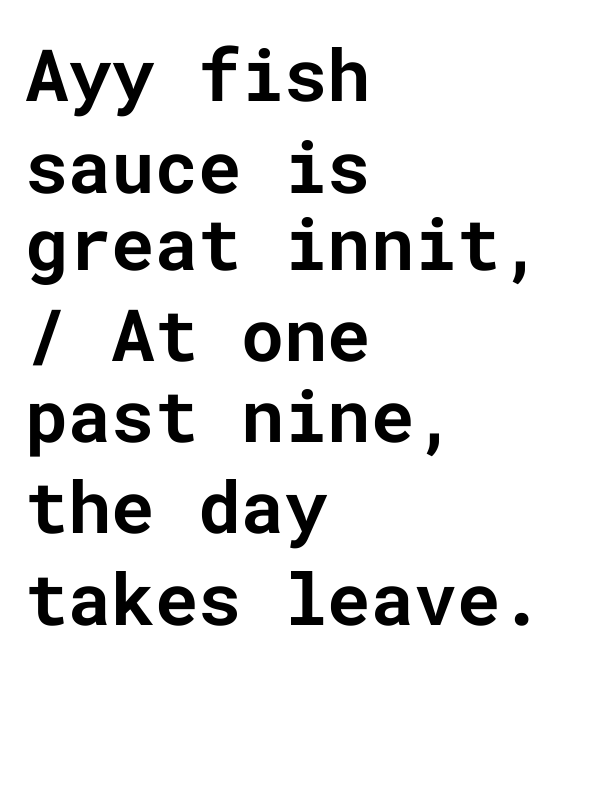 Ayy fish
sauce is
great innit,
/ At one
past nine,
the day
takes leave.